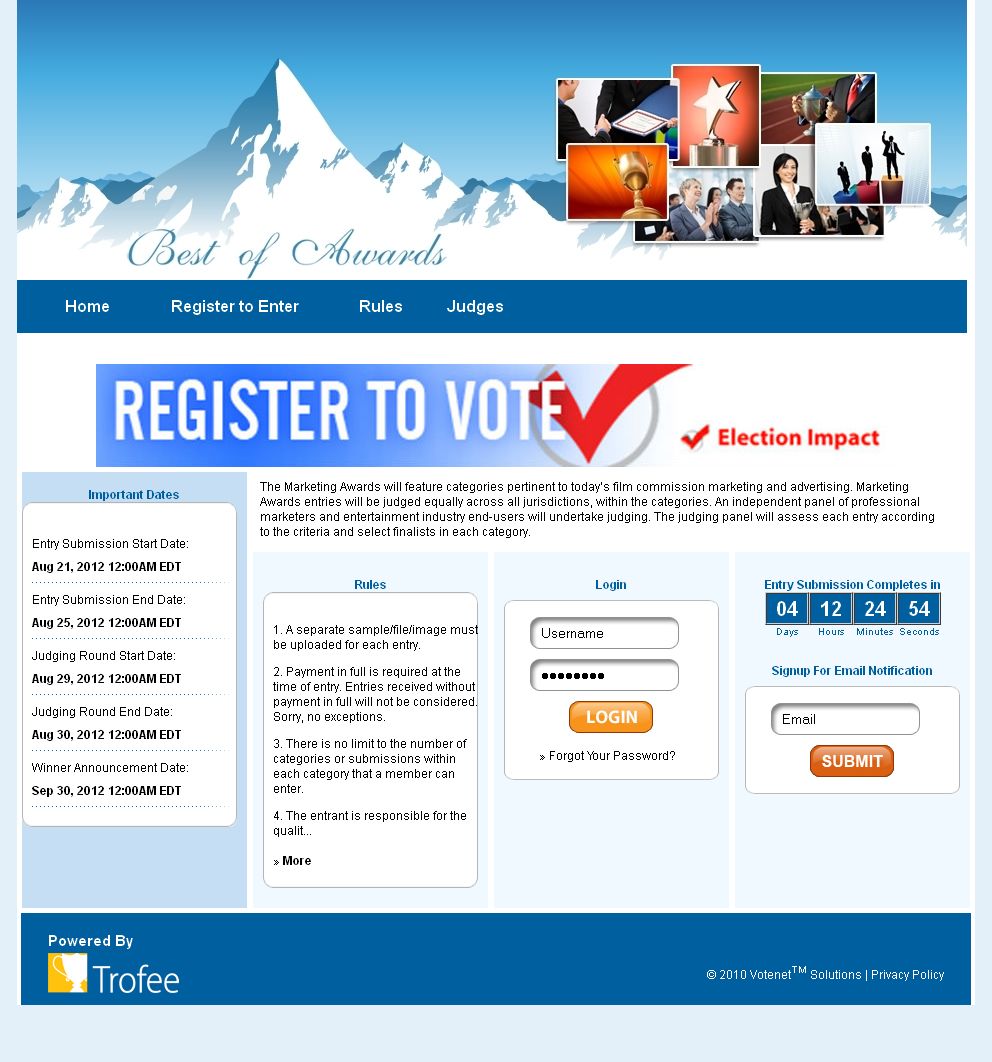 Best of Awards
Home Register to Enter Rules Judges
REGISTER TO VOTE
Election Impact
Important Dates
Entry Submission Start Date:
Aug 21, 2012 12:00AM EDT
Entry Submission End Date:
Aug 25, 2012 12:00AM EDT
Judging Round Start Date:
Aug 29, 2012 12:00AM EDT
Judging Round End Date:
Aug 30, 2012 12:00AM EDT
Winner Announcement Date:
Sep 30, 2012 12:00AM EDT
The Marketing Awards will feature categories pertinent to today's film commission marketing and advertising. Marketing
Awards entries will be judged equally across all jurisdictions, within the categories. An independent panel of professional
marketers and entertainment industry end-users will undertake judging. The judging panel will assess each entry according
to the criteria and select finalists in each category.
Rules
1. A separate sample/file/image must
be uploaded for each entry.
2. Payment in full is required at the
time of entry. Entries received without
payment in full will not be considered.
Sorry, no exceptions.
3. There is no limit to the number of
categories or submissions within
each category that a member can
enter.
4. The entrant is responsible for the
qualit...
» More
Login
Username
••••••••
LOGIN
» Forgot Your Password?
Entry Submission Completes in
04 12 24 54
Days Hours Minutes Seconds
Signup For Email Notification
Email
SUBMIT
Powered By
Trofee
© 2010 Votenet™ Solutions | Privacy Policy